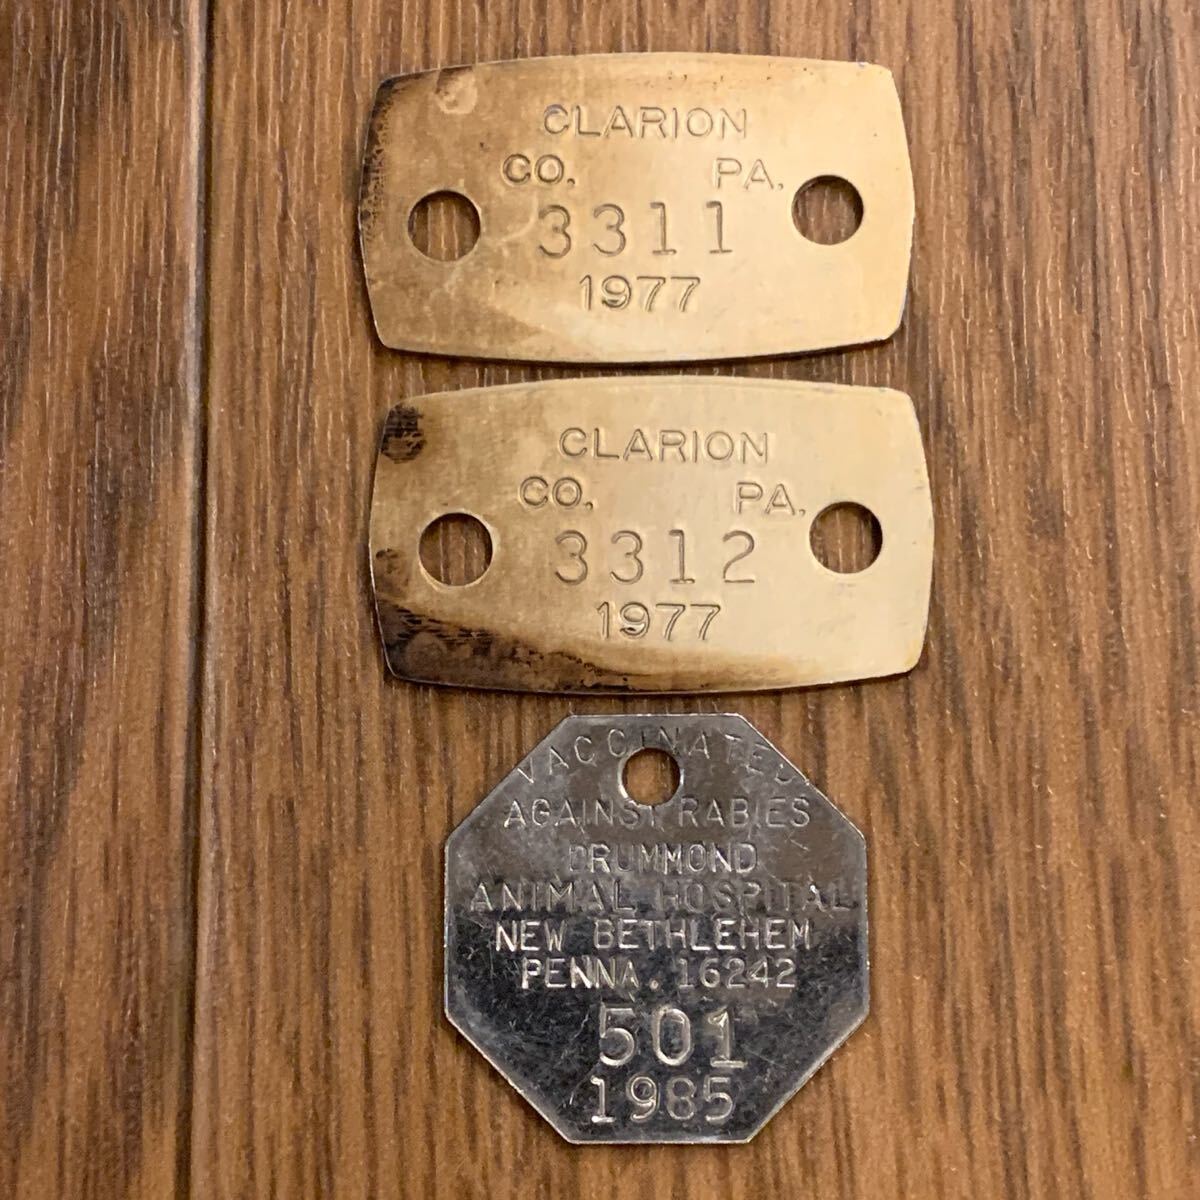 CLARION
CO. PA.
3311
1977
CLARION
CO. PA.
3312
1977
VACCINATED
AGAINST RABIES
DRUMMOND
ANIMAL HOSPITAL
NEW BETHLEHEM
PENNA. 16242
501
1985